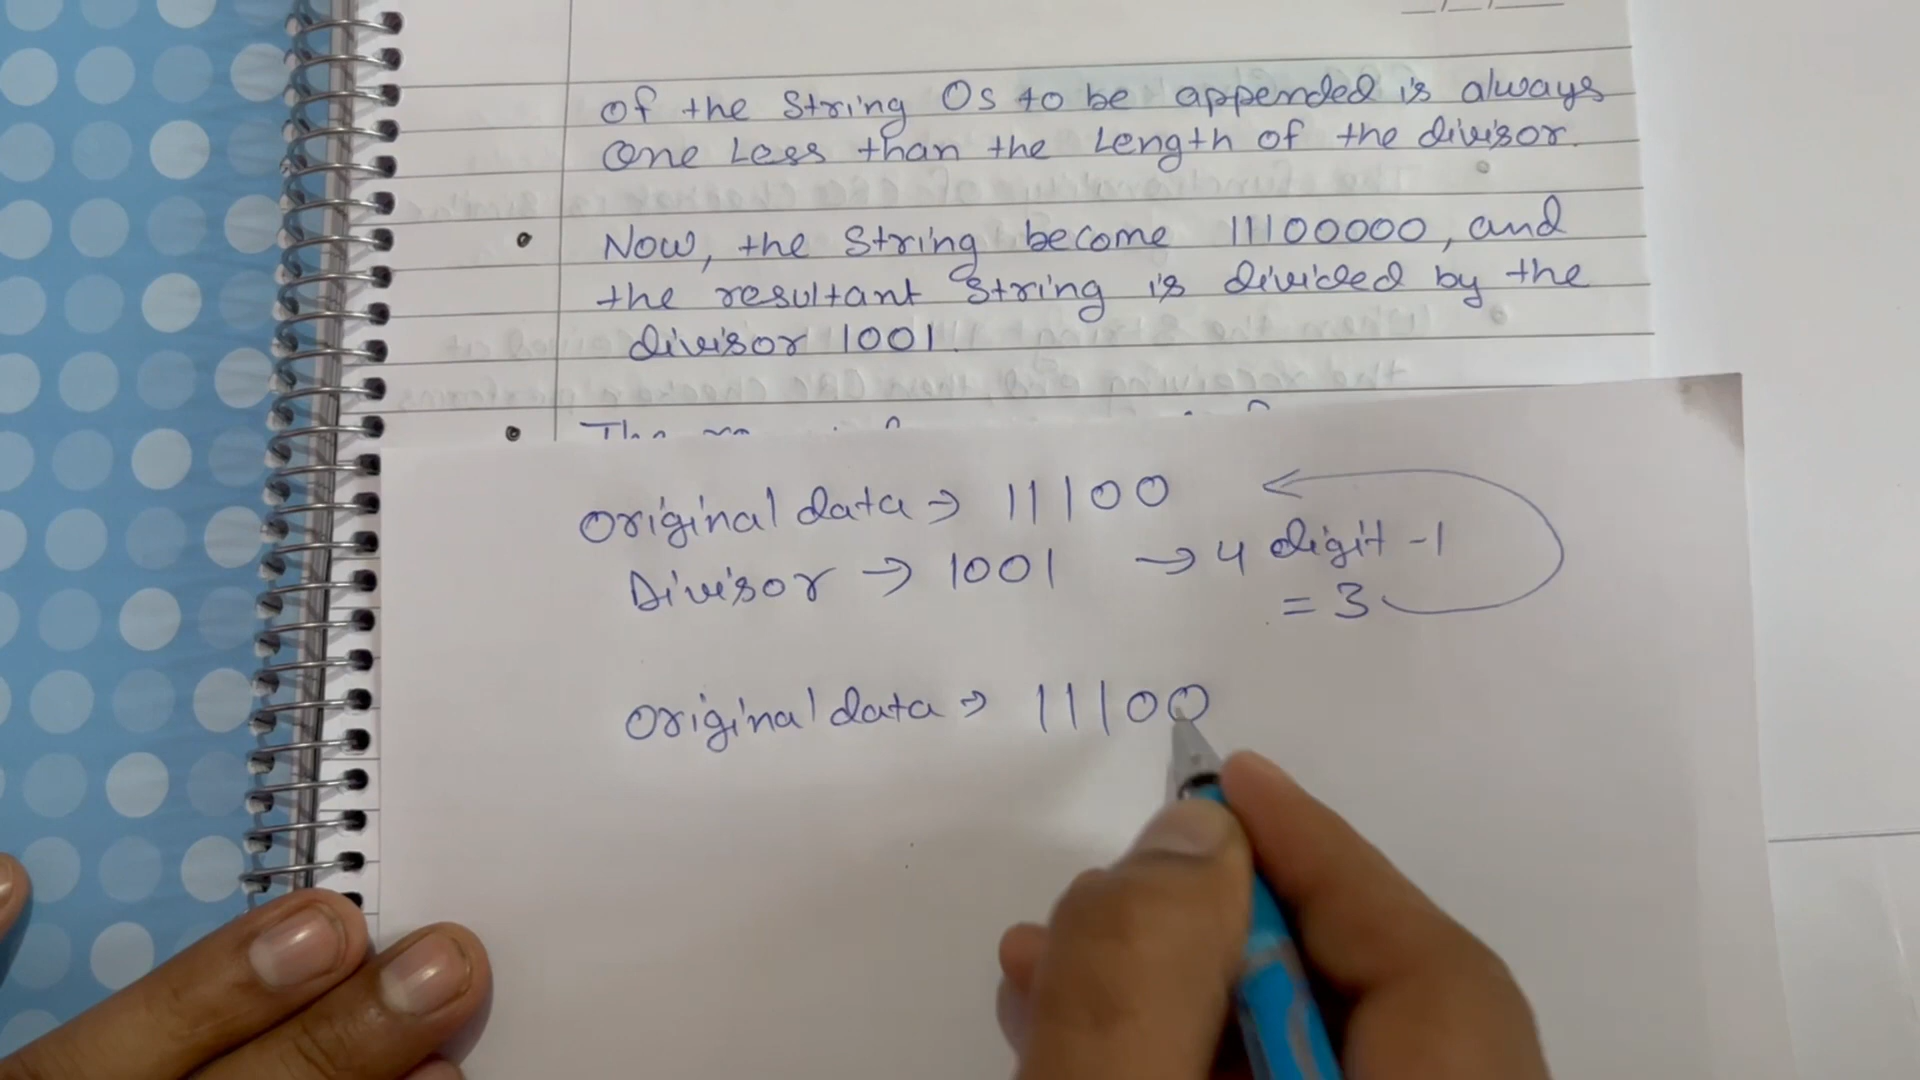 of the string 0s to be appended is always
one less than the length of the divisor.
Now, the string become 11100000, and
the resultant string is divided by the
divisor 1001.
Original data → 11100
Divisor → 1001 → 4 digit -1
= 3
Original data → 11100